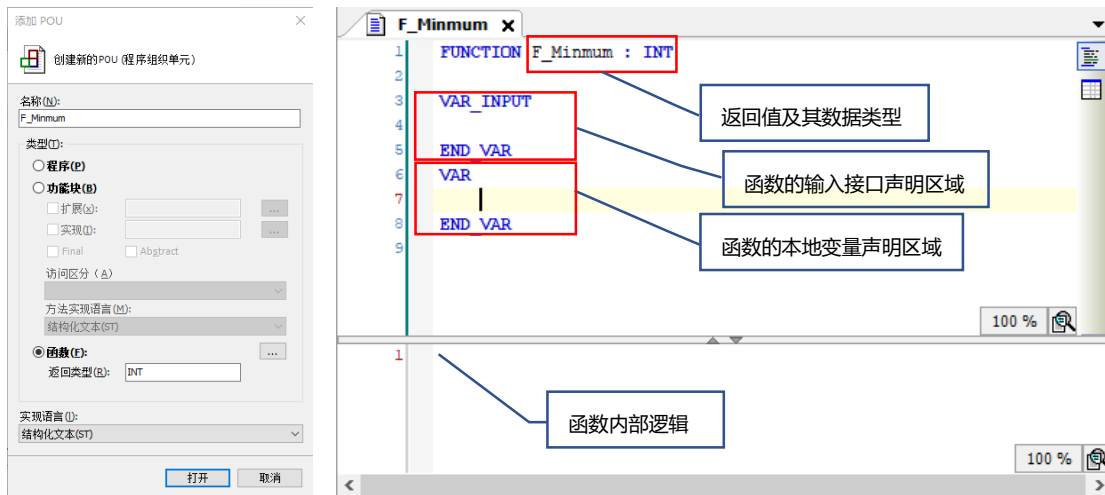 添加 POU
创建新的POU (程序组织单元)
名称(N):
F_Minmum
类型(T):
程序(P)
功能块(B)
扩展(x):
...
实现(I):
...
Final
Abstract
访问区分 (A)
方法实现语言(M):
结构化文本(ST)
函数(F):
...
返回类型(R):
INT
实现语言(I):
结构化文本(ST)
打开
取消
F_Minmum X
1 FUNCTION F_Minmum : INT
2
3 VAR_INPUT
4
5 END_VAR
6 VAR
7
8 END_VAR
9
返回值及其数据类型
函数的输入接口声明区域
函数的本地变量声明区域
100 %
1
函数内部逻辑
100 %